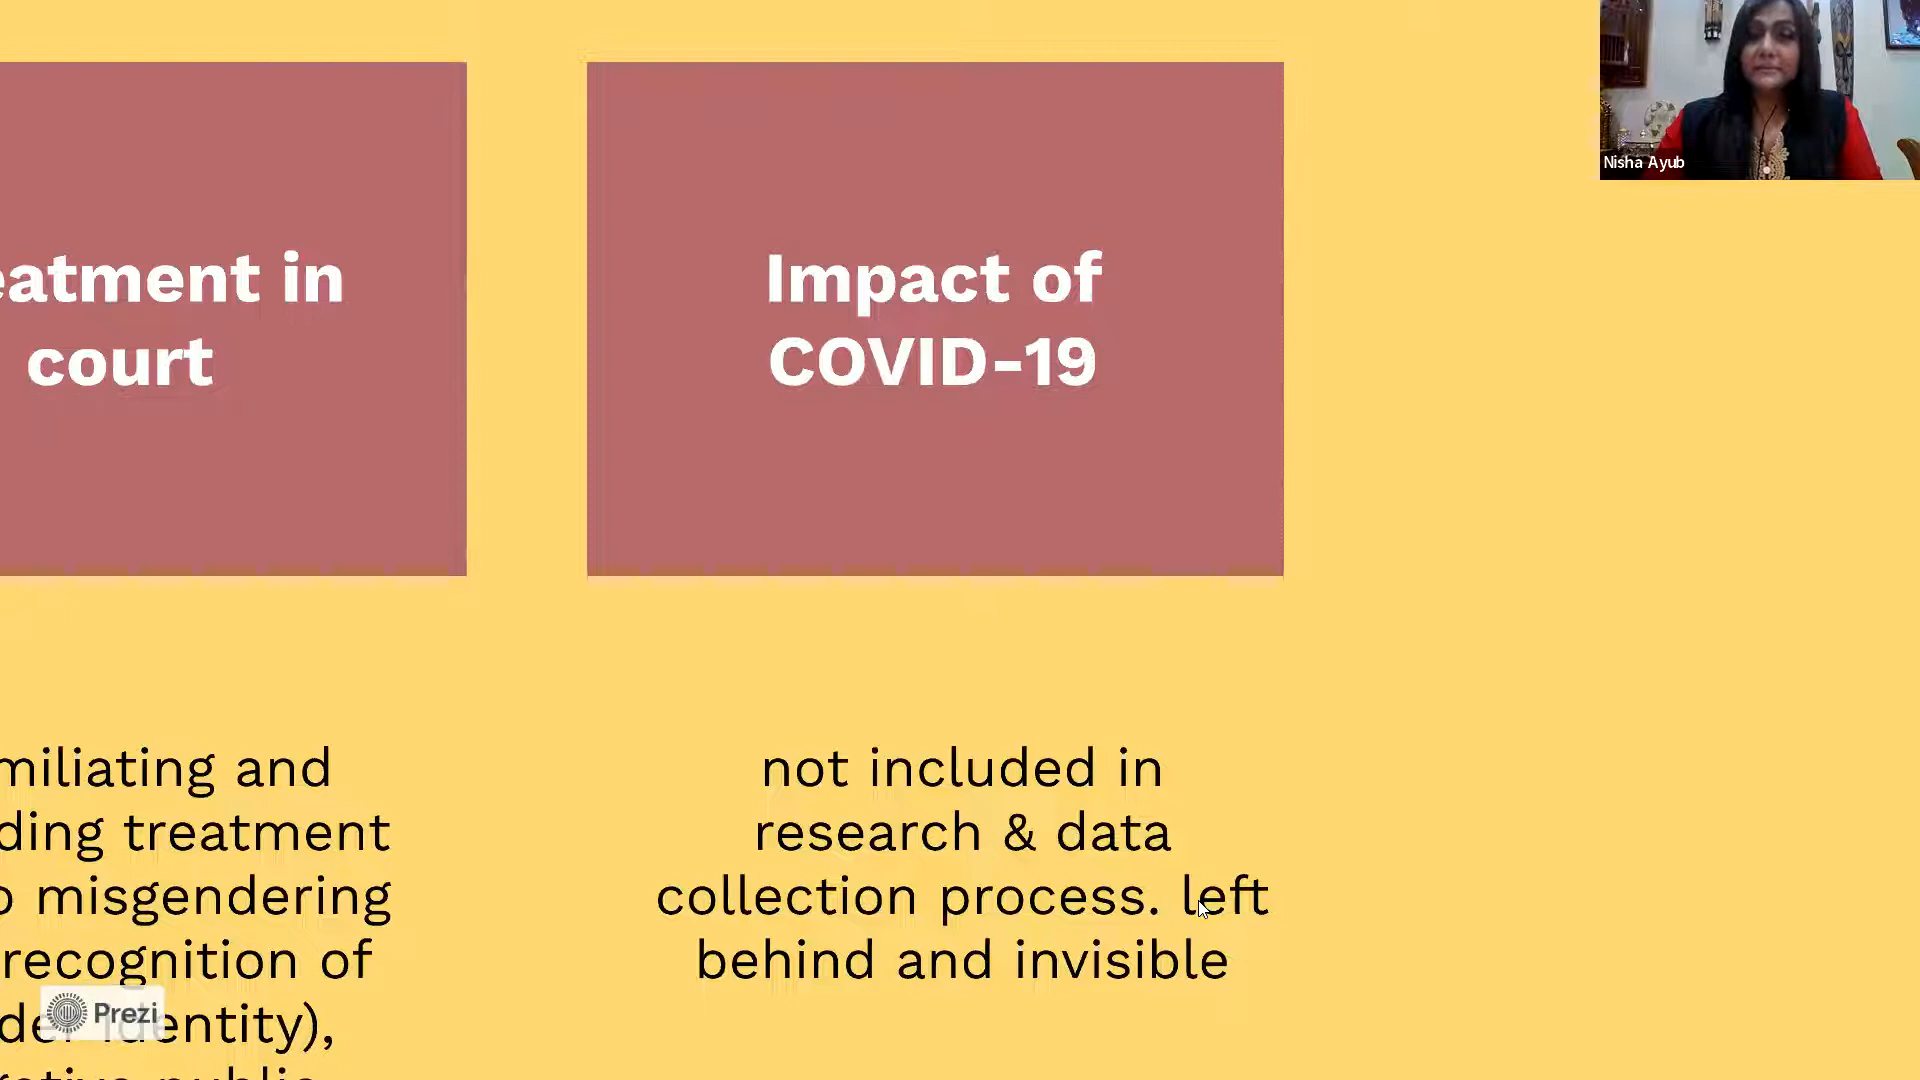 eatment in
court
miliating and
ding treatment
misgendering
recognition of
entity),
Impact of
COVID-19
not included in
research & data
collection process. left
behind and invisible
Nisha Ayub
Prezi